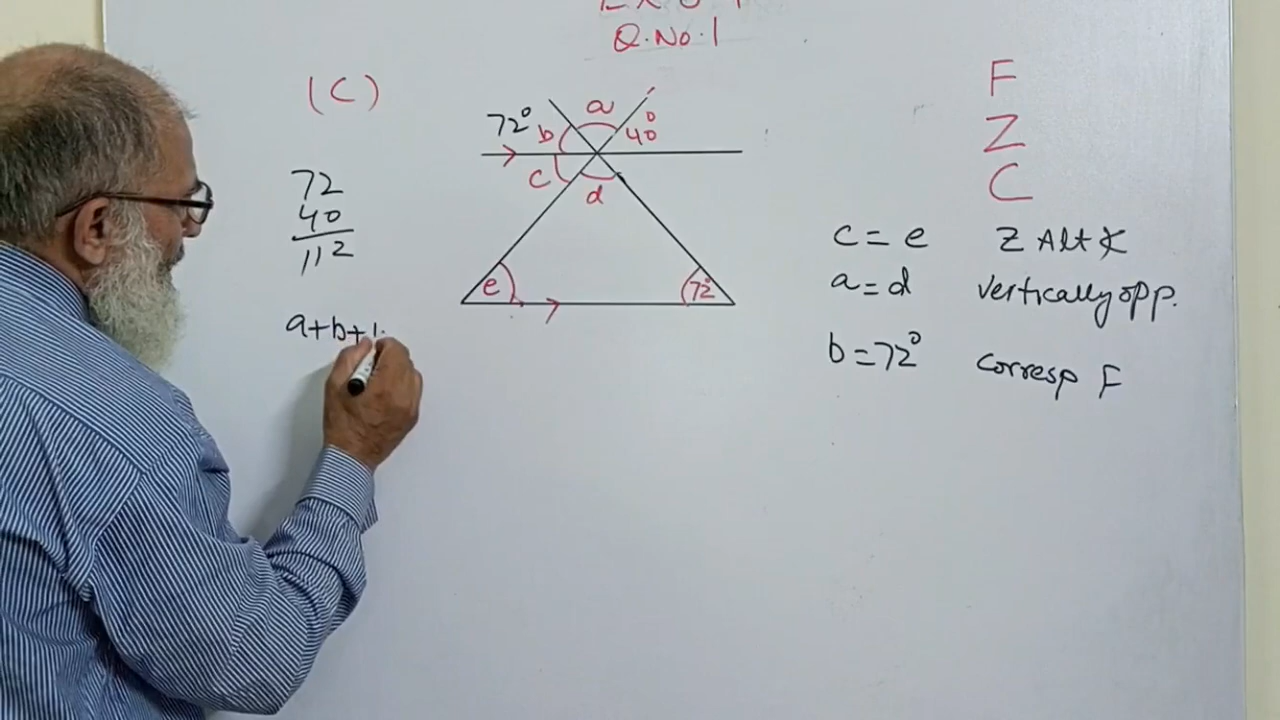 Q.No.1
(C)
F
Z
C
72°
b
a
40°
c
d
e
72°
72
40
112
a+b+
c = e Z Alt
a = d vertically opp.
b = 72° corresp F